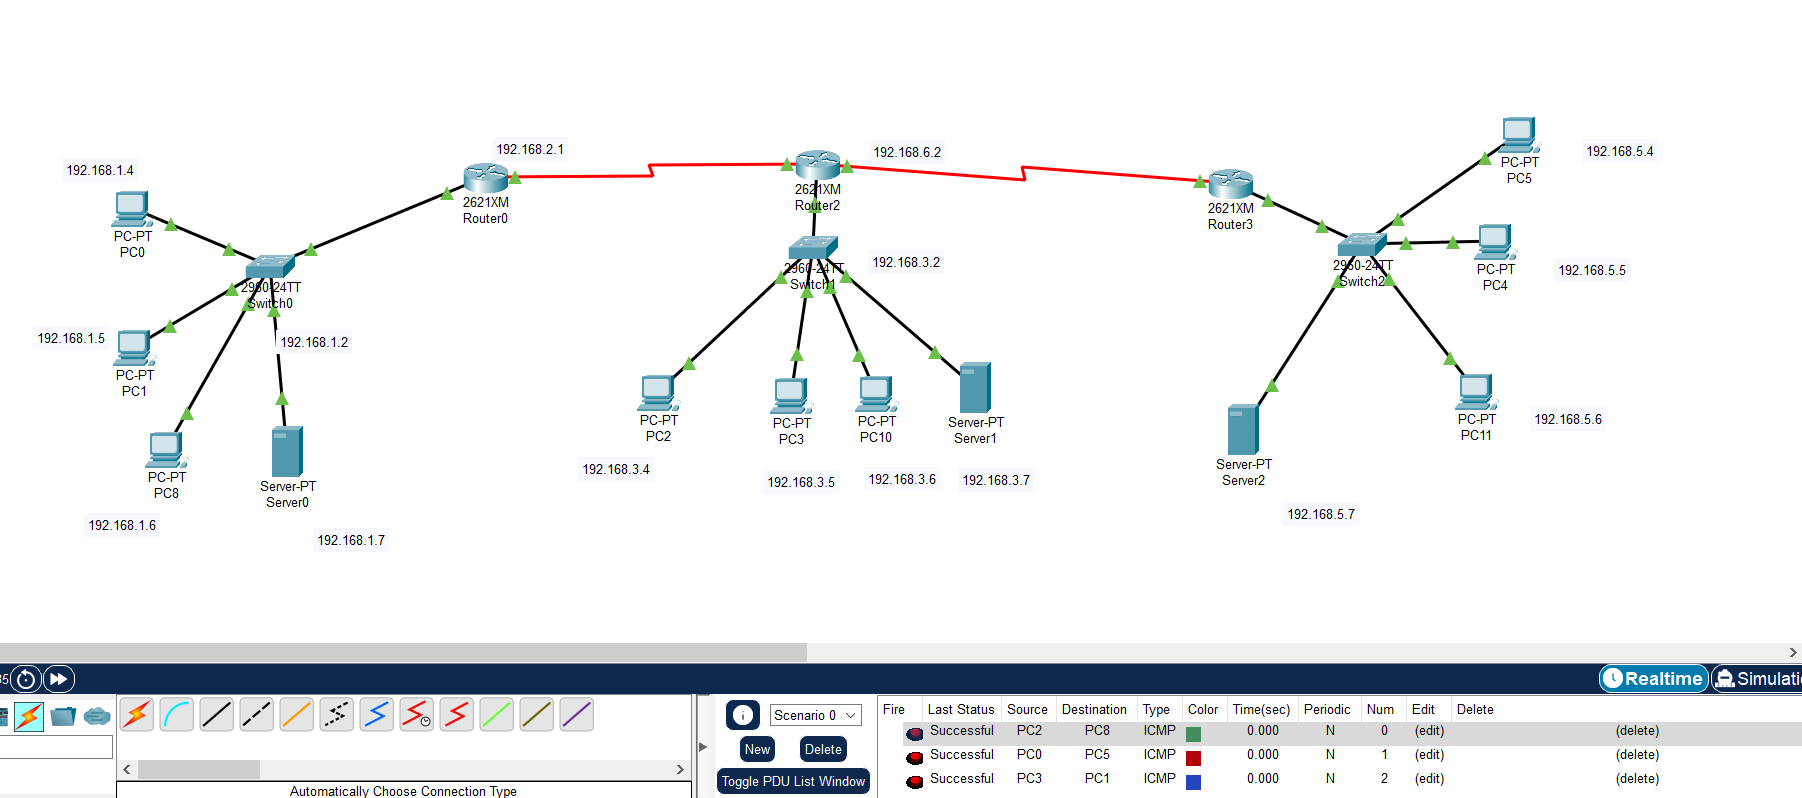 192.168.1.4
PC-PT
PC0
192.168.2.1
2621XM
Router0
192.168.6.2
2621XM
Router2
2621XM
Router3
PC-PT
PC5
192.168.5.4
2960-24TT
Switch0
192.168.3.2
2960-24TT
Switch1
2960-24TT
Switch2
PC-PT
PC4
192.168.5.5
192.168.1.5
PC-PT
PC1
192.168.1.2
PC-PT
PC8
192.168.1.6
Server-PT
Server0
192.168.1.7
PC-PT
PC2
192.168.3.4
PC-PT
PC3
192.168.3.5
PC-PT
PC10
192.168.3.6
Server-PT
Server1
192.168.3.7
Server-PT
Server2
192.168.5.7
PC-PT
PC11
192.168.5.6
Realtime
Scenario 0
New
Delete
Toggle PDU List Window
Automatically Choose Connection Type
Fire Last Status Source Destination Type Color Time(sec) Periodic Num Edit Delete
Successful PC2 PC8 ICMP 0.000 N 0 (edit) (delete)
Successful PC0 PC5 ICMP 0.000 N 1 (edit) (delete)
Successful PC3 PC1 ICMP 0.000 N 2 (edit) (delete)